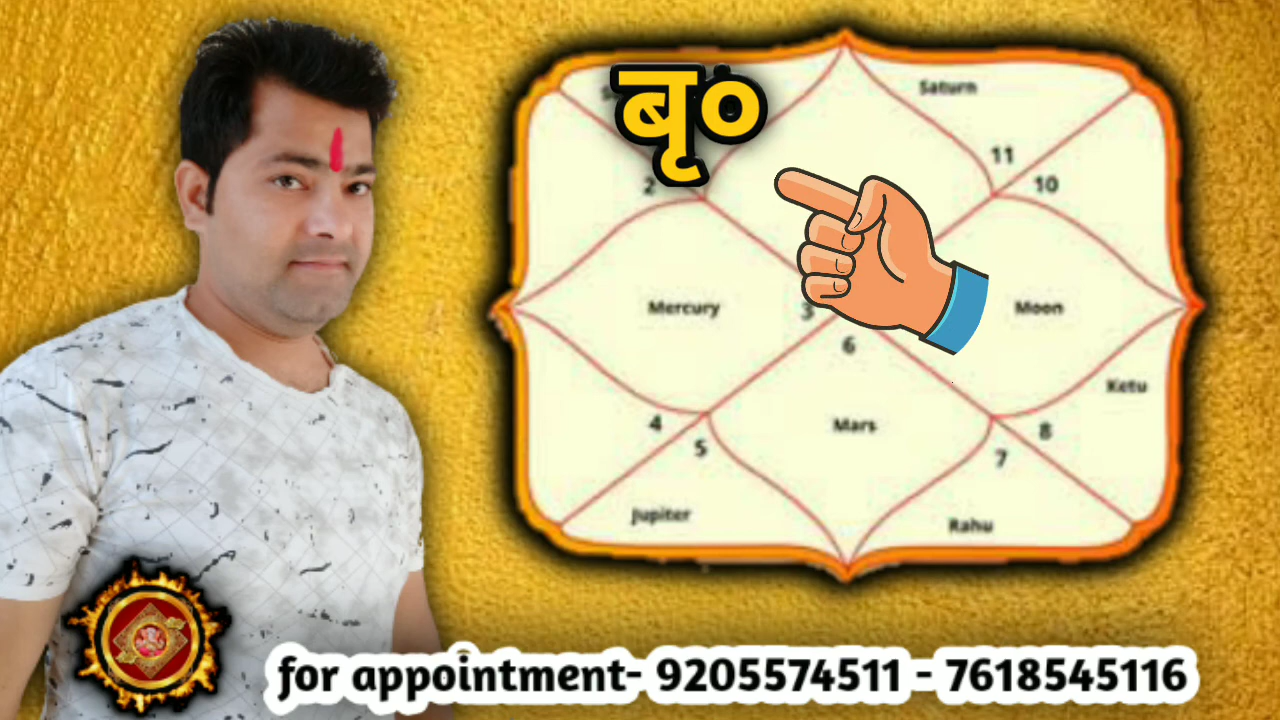 बृ०
Saturn
11
10
2
Mercury
3
Moon
6
Ketu
4
Mars
8
5
7
Jupiter
Rahu
for appointment- 9205574511 - 7618545116